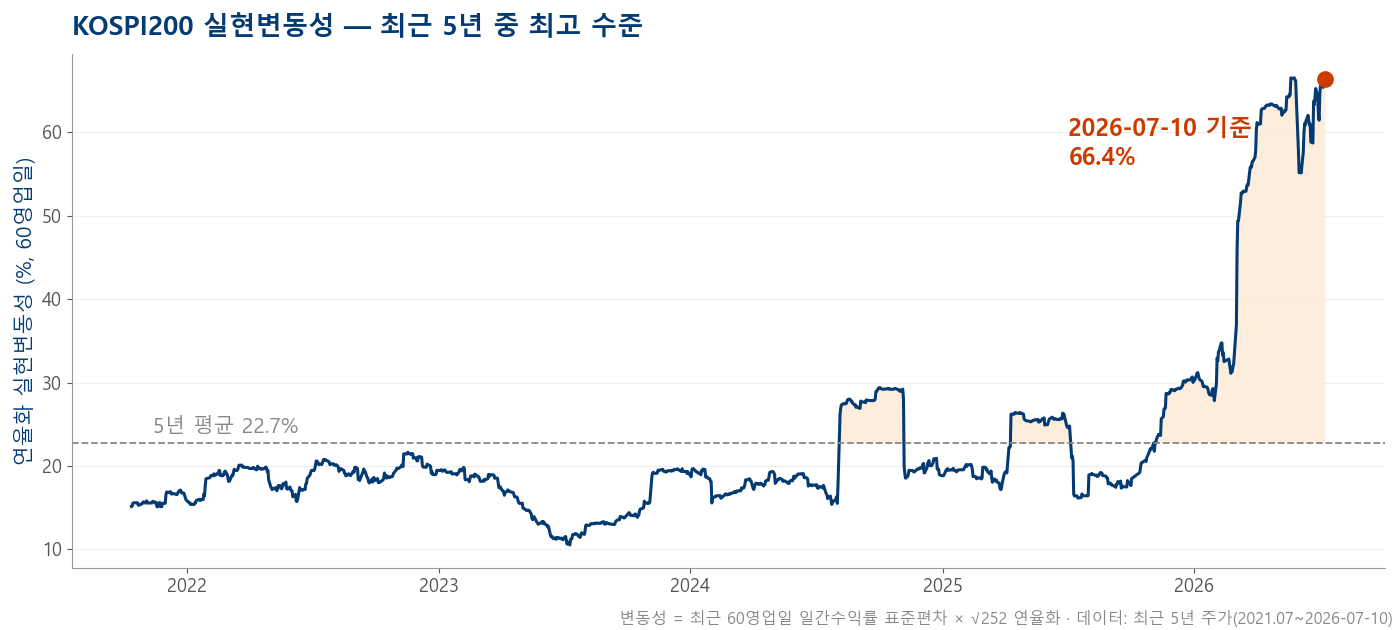 KOSPI200 실현변동성 — 최근 5년 중 최고 수준
연율화 실현변동성 (%, 60영업일)
60
50
40
30
20
10
2026-07-10 기준
66.4%
5년 평균 22.7%
2022
2023
2024
2025
2026
변동성 = 최근 60영업일 일간수익률 표준편차 × √252 연율화 · 데이터: 최근 5년 주가(2021.07~2026-07-10)